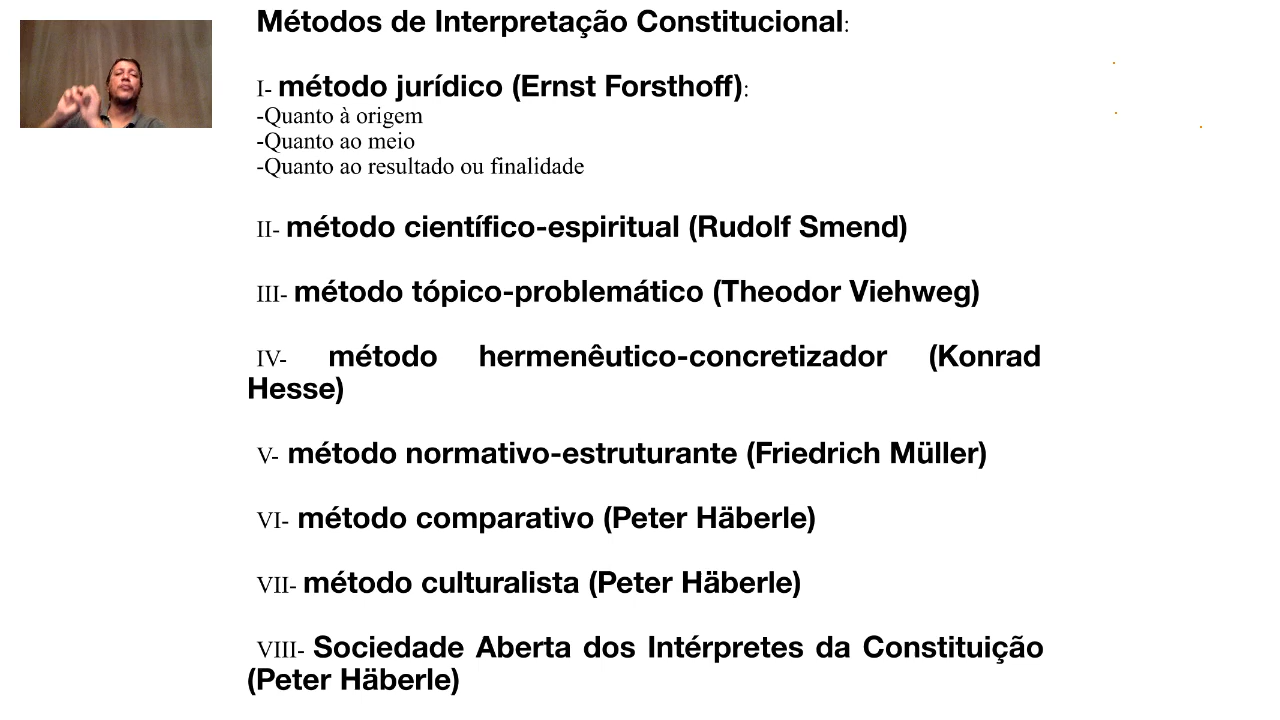 Métodos de Interpretação Constitucional:
I- método jurídico (Ernst Forsthoff):
-Quanto à origem
-Quanto ao meio
-Quanto ao resultado ou finalidade
II- método científico-espiritual (Rudolf Smend)
III- método tópico-problemático (Theodor Viehweg)
IV- método hermenêutico-concretizador (Konrad
Hesse)
V- método normativo-estruturante (Friedrich Müller)
VI- método comparativo (Peter Häberle)
VII- método culturalista (Peter Häberle)
VIII- Sociedade Aberta dos Intérpretes da Constituição
(Peter Häberle)